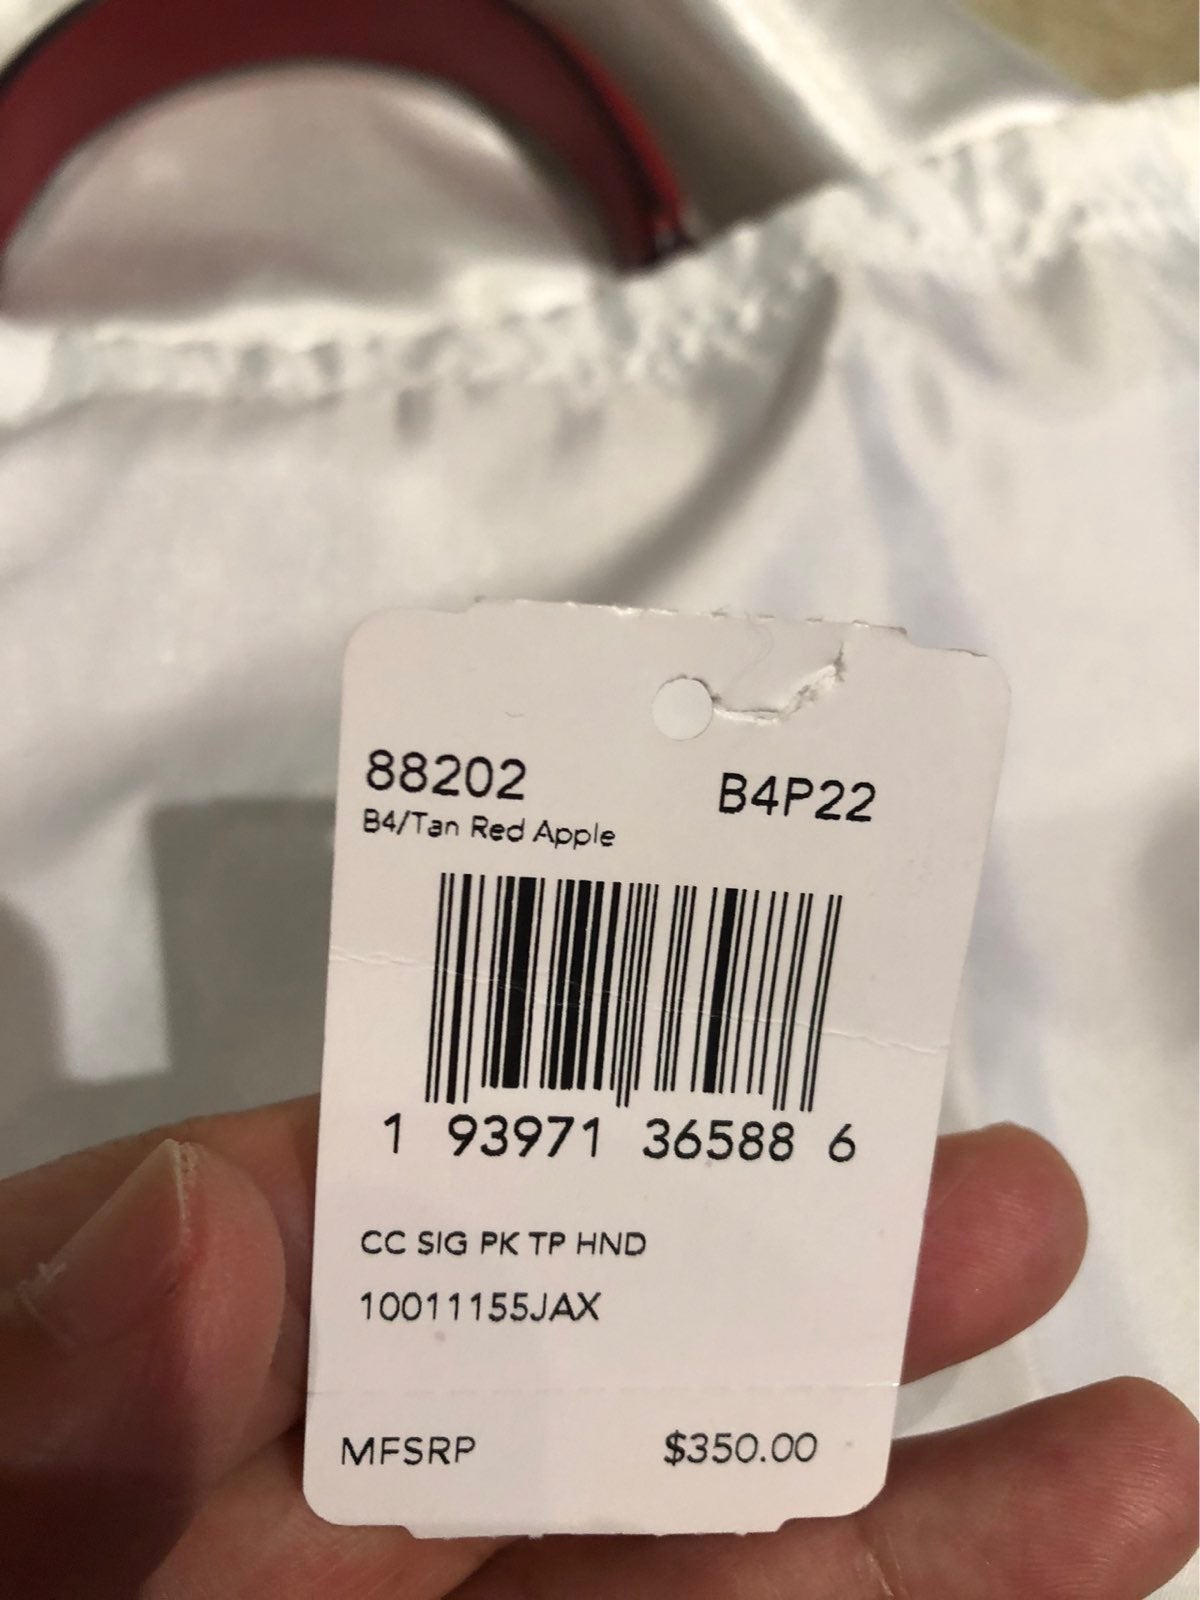 88202 B4P22
B4/Tan Red Apple
1 93971 36588 6
CC SIG PK TP HND
10011155JAX
MFSRP $350.00